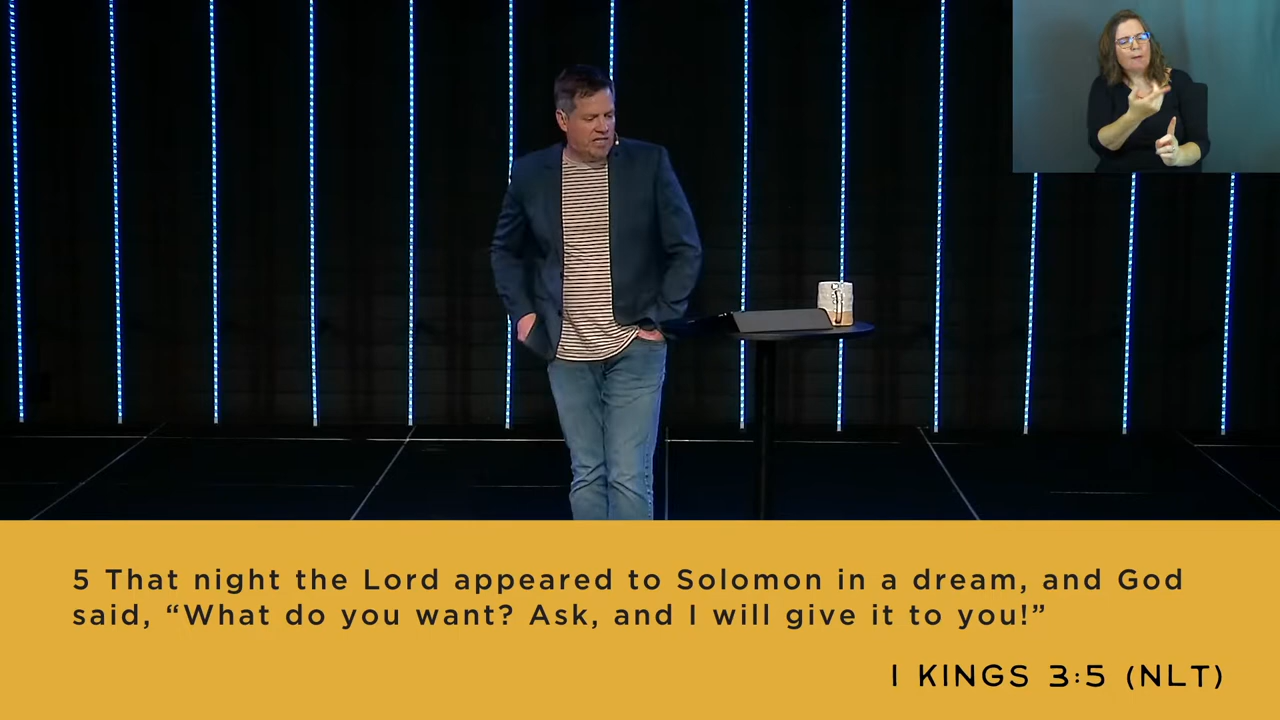 5 That night the Lord appeared to Solomon in a dream, and God
said, “What do you want? Ask, and I will give it to you!”
1 KINGS 3:5 (NLT)